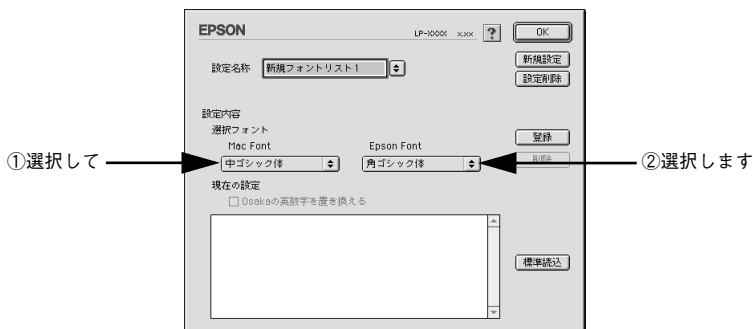 EPSON LP-XXXX x.xx ? OK
設定名称 新規フォントリスト1 新規設定
設定削除
設定内容
選択フォント 登録
Mac Font Epson Font
①選択して 中ゴシック体 角ゴシック体 削除 ②選択します
現在の設定
Osakaの英数字を置き換える
標準読込